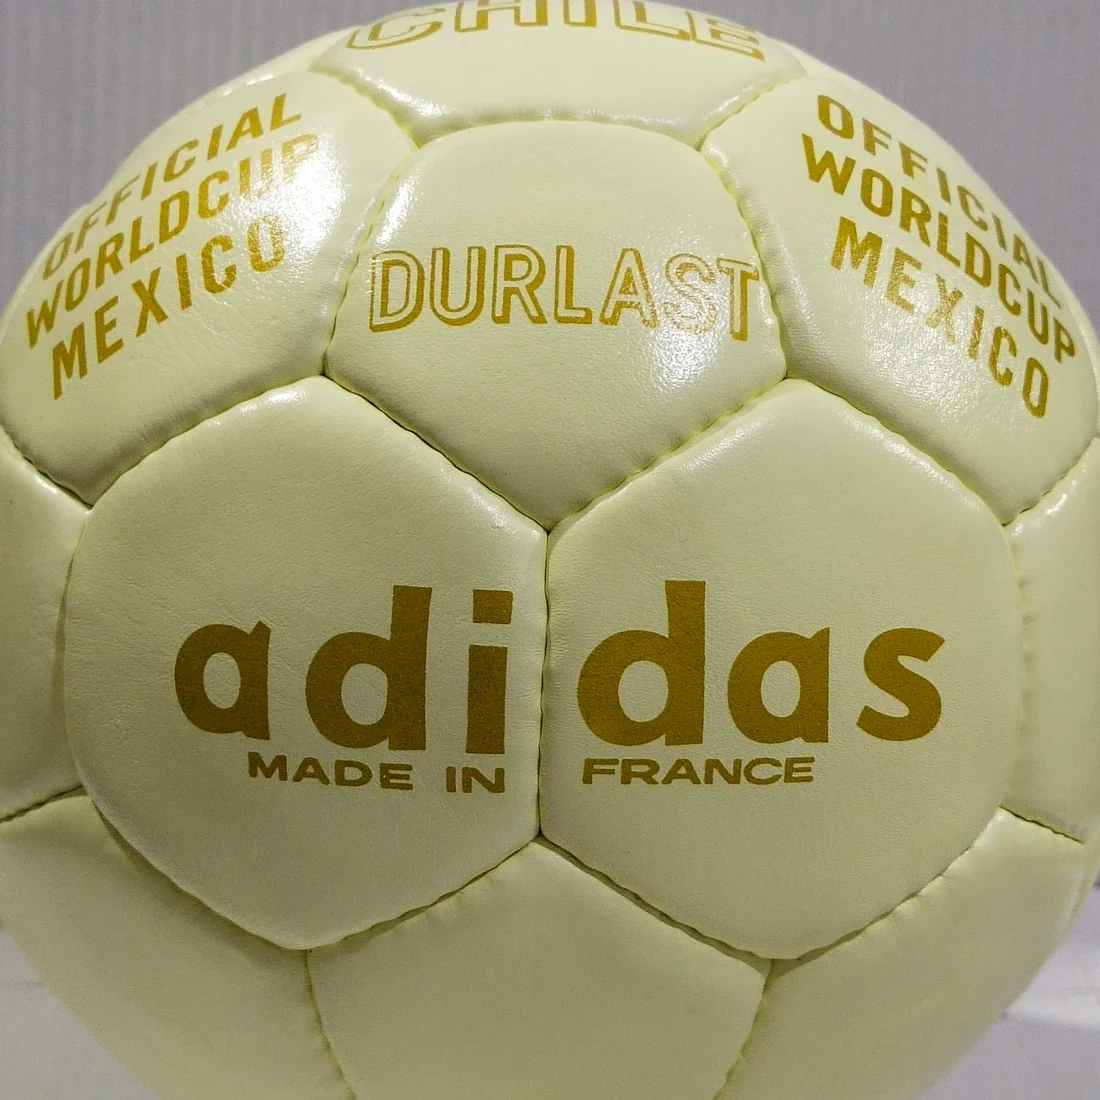 CHILE
OFFICIAL
WORLDCUP
MEXICO
DURLAST
OFFICIAL
WORLDCUP
MEXICO
adidas
MADE IN FRANCE